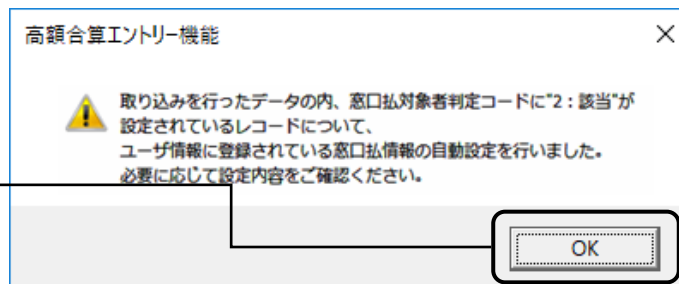 高額合算エントリー機能
取り込みを行ったデータの内、窓口払対象者判定コードに"2：該当"が
設定されているレコードについて、
ユーザ情報に登録されている窓口払情報の自動設定を行いました。
必要に応じて設定内容をご確認ください。
OK